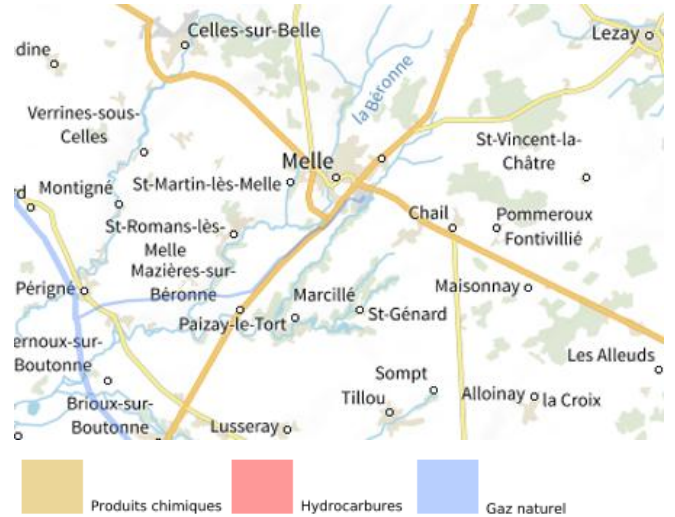 Celles-sur-Belle
Lezay
dine
la Béronne
Verrines-sous-
Celles
St-Vincent-la-
Châtre
Melle
d
Montigné
St-Martin-lès-Melle
Chail
Pommeroux
Fontivillié
St-Romans-lès-
Melle
Mazières-sur-
Béronne
Périgné
Marcillé
Maisonnay
Paizay-le-Tort
St-Génard
ernoux-sur-
Boutonne
Les Alleuds
Sompt
Brioux-sur-
Boutonne
Tillou
Alloinay
la Croix
Lusseray
Produits chimiques
Hydrocarbures
Gaz naturel